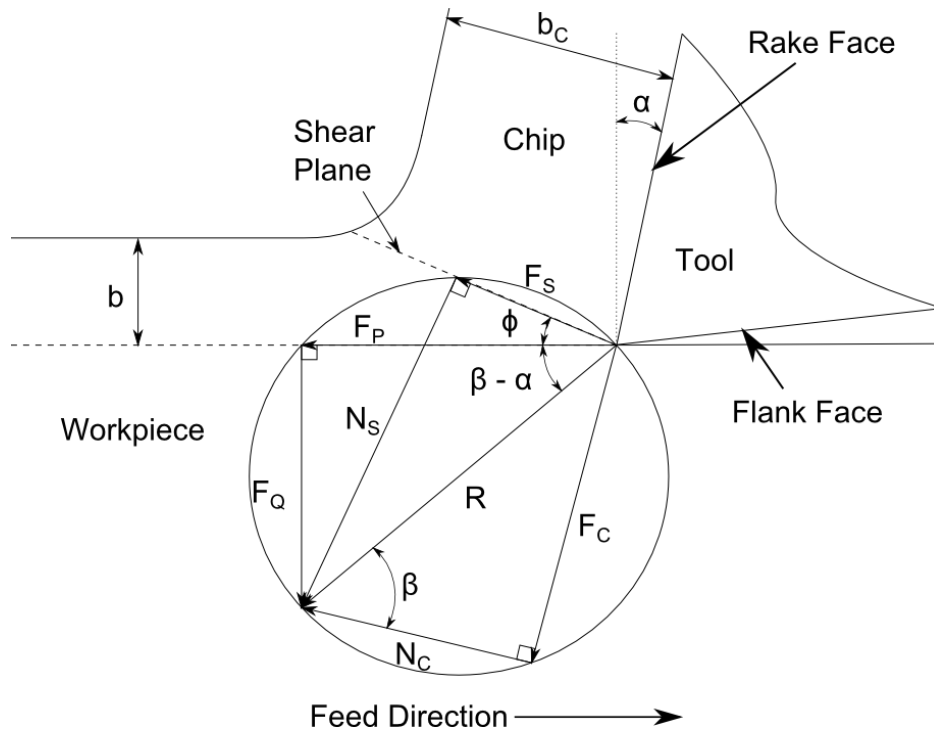 b_C
Rake Face
α
Shear
Plane
Chip
Tool
b
F_S
F_P
ϕ
β - α
Flank Face
Workpiece
N_S
F_Q
R
F_C
β
N_C
Feed Direction